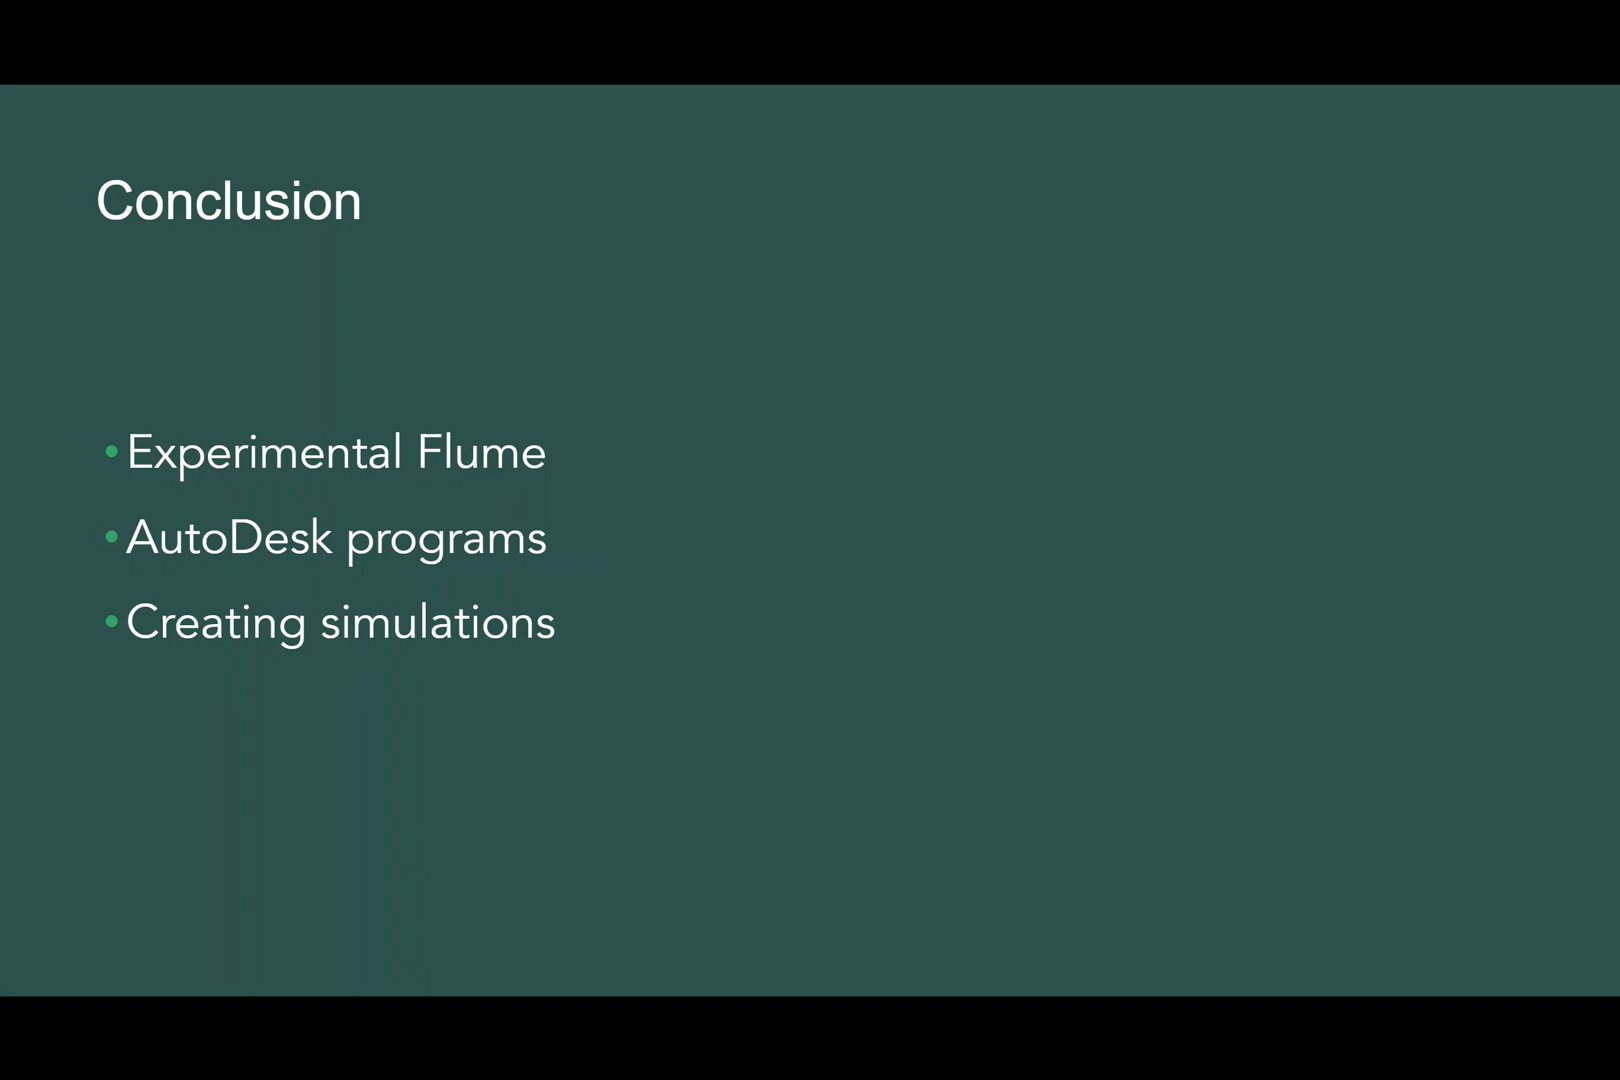 Conclusion
•Experimental Flume
•AutoDesk programs
•Creating simulations